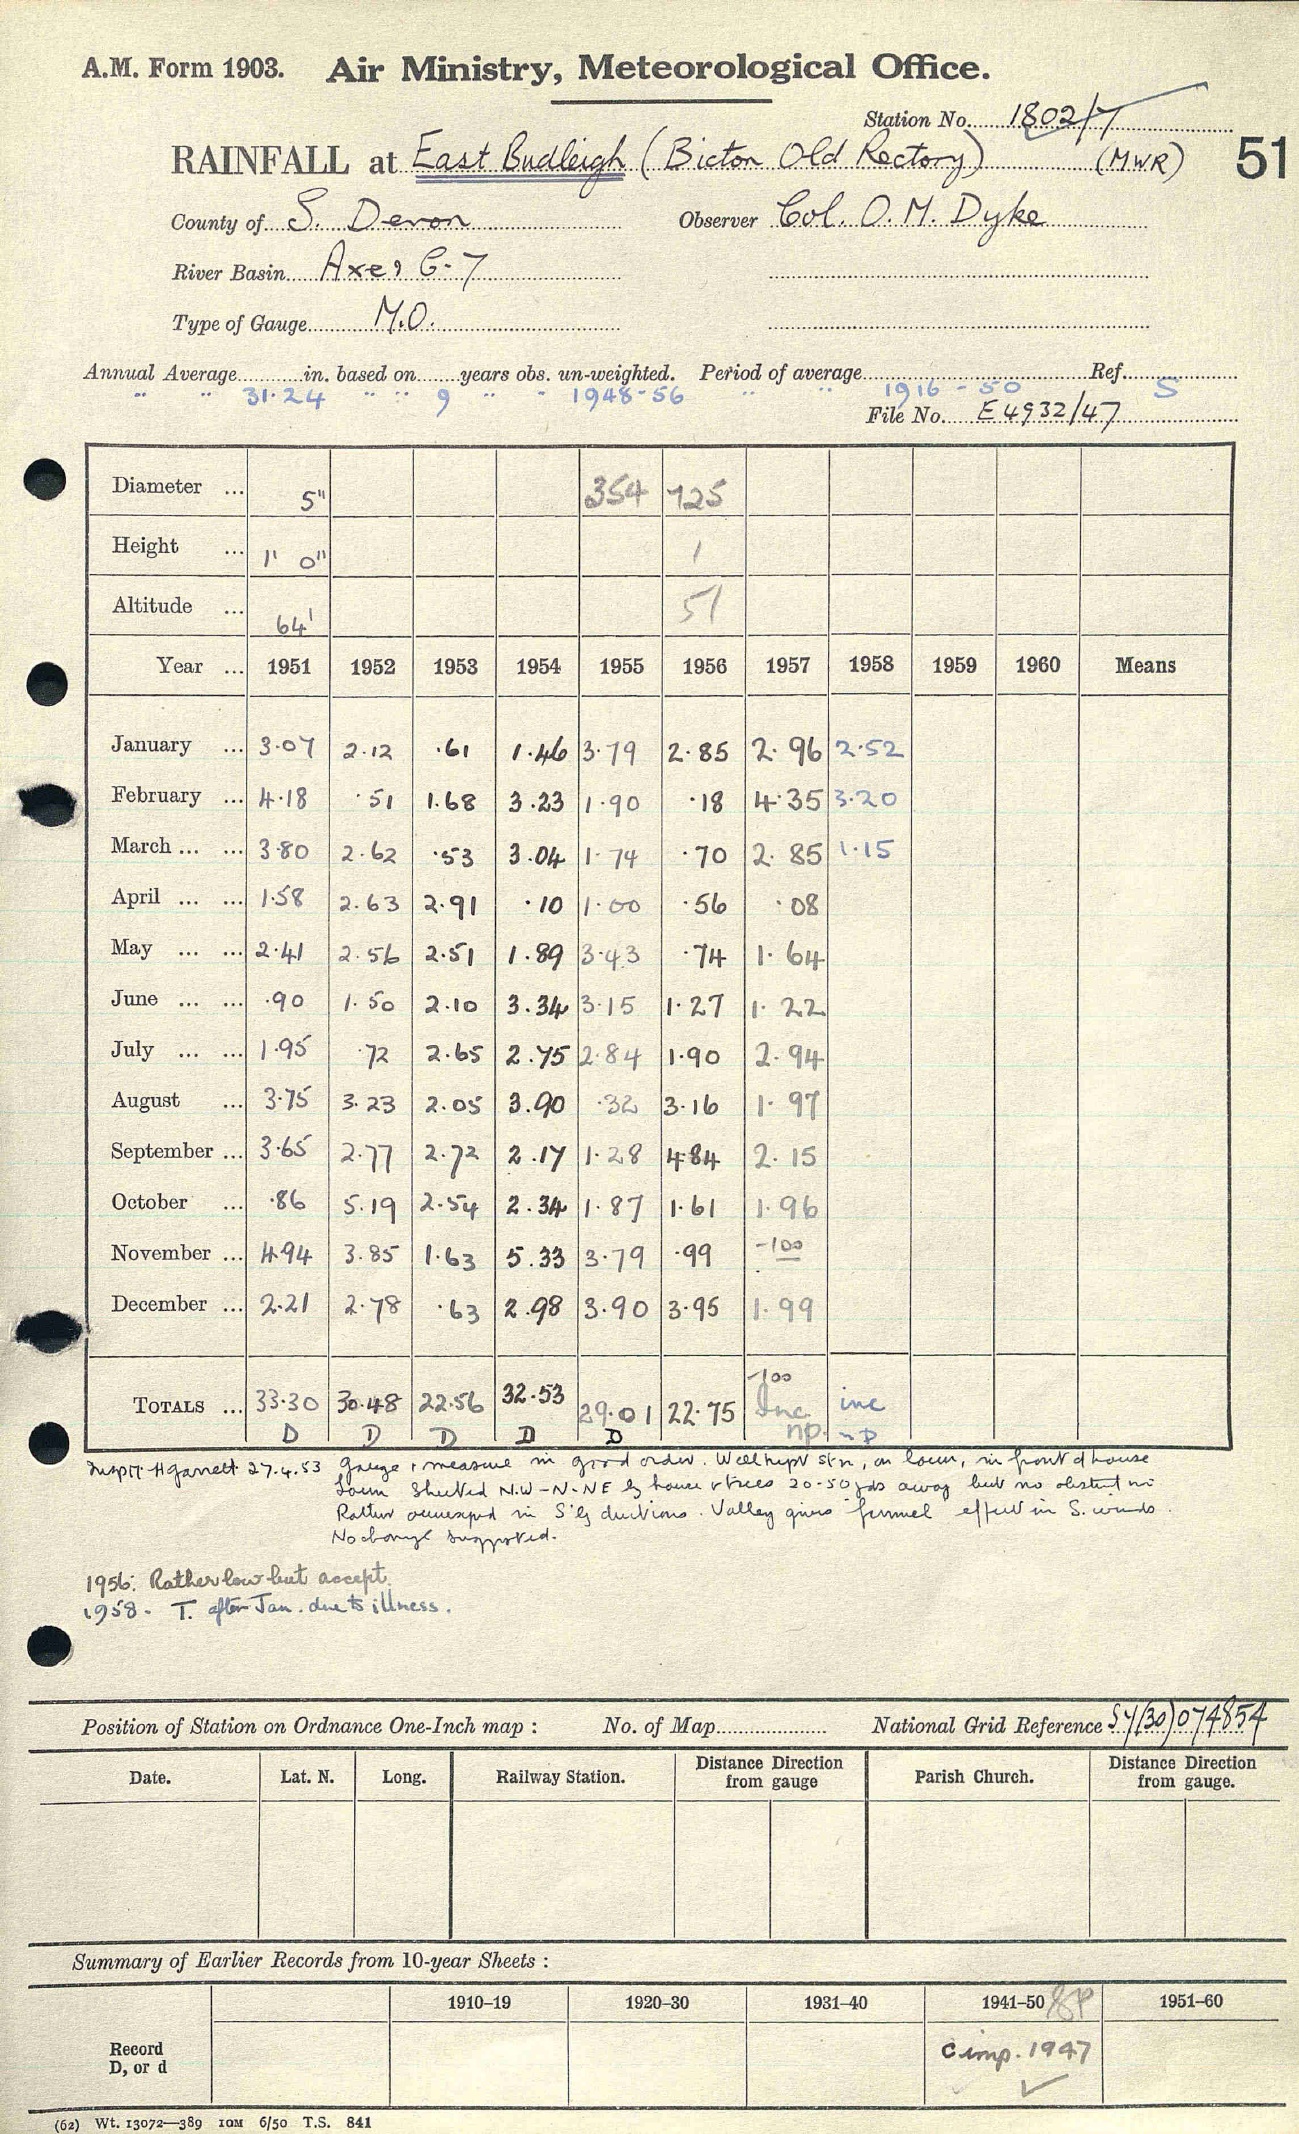 A.M. Form 1903. Air Ministry, Meteorological Office.
Station No. 1802/7
RAINFALL at East Budleigh (Bicton Old Rectory) (MWR) 51
County of S. Devon Observer Col. O. M. Dyke
River Basin Axe, 6-7
Type of Gauge M.O.
Annual Average in. based on years obs. un-weighted. Period of average Ref.
" " 31.24 " " 9 " " 1948-56 " " 1916-50 S
File No. E4932/47
Diameter ... 5" 354 725
Height ... 1' 0" 1
Altitude ... 64' 51
Year ... 1951 1952 1953 1954 1955 1956 1957 1958 1959 1960 Means
January ... 3.07 2.12 .61 1.46 3.79 2.85 2.96 2.52
February ... 4.18 .51 1.68 3.23 1.90 .18 4.35 3.20
March ... ... 3.80 2.62 .53 3.04 1.74 .70 2.85 1.15
April ... ... 1.58 2.63 2.91 .10 1.00 .56 .08
May ... ... 2.41 2.56 2.51 1.89 3.43 .74 1.64
June ... ... .90 1.50 2.10 3.34 3.15 1.27 1.22
July ... ... 1.95 .72 2.65 2.75 2.84 1.90 2.94
August ... 3.75 3.23 2.05 3.90 .32 3.16 1.97
September ... 3.65 2.77 2.72 2.17 1.28 4.84 2.15
October ... .86 5.19 2.54 2.34 1.87 1.61 1.96
November ... 4.94 3.85 1.63 5.33 3.79 .99 -100
December ... 2.21 2.78 .63 2.98 3.90 3.95 1.99
-100
TOTALS ... 33.30 30.48 22.56 32.53 29.01 22.75 Inc inc
D D D D D np. np
H Garrett 27.4.53 Gauge & measure in good order. Well kept stn, on lawn, in front of house
Lawn Sheltered N.W-N-NE by house & trees 20-50 yds away but no
Rather in S'ly directions. Valley gives funnel effect in S. winds.
No change suggested.
1956: Rather low but accept.
1958- T. after Jan. due to illness.
Position of Station on Ordnance One-Inch map : No. of Map National Grid Reference SY(30)074854
Date. Lat. N. Long. Railway Station. Distance Direction from gauge Parish Church. Distance Direction from gauge.
Summary of Earlier Records from 10-year Sheets :
1910–19 1920–30 1931–40 1941–50 1951–60
Record
D, or d
c imp. 1947
(62) Wt. 13072—389 10M 6/50 T.S. 841